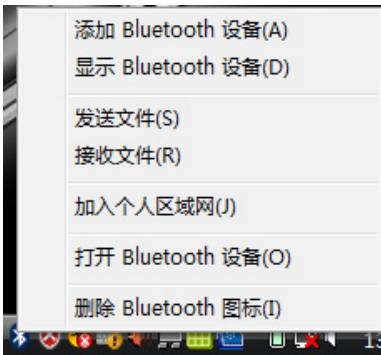 添加 Bluetooth 设备(A)
显示 Bluetooth 设备(D)
发送文件(S)
接收文件(R)
加入个人区域网(J)
打开 Bluetooth 设备(O)
删除 Bluetooth 图标(I)
13